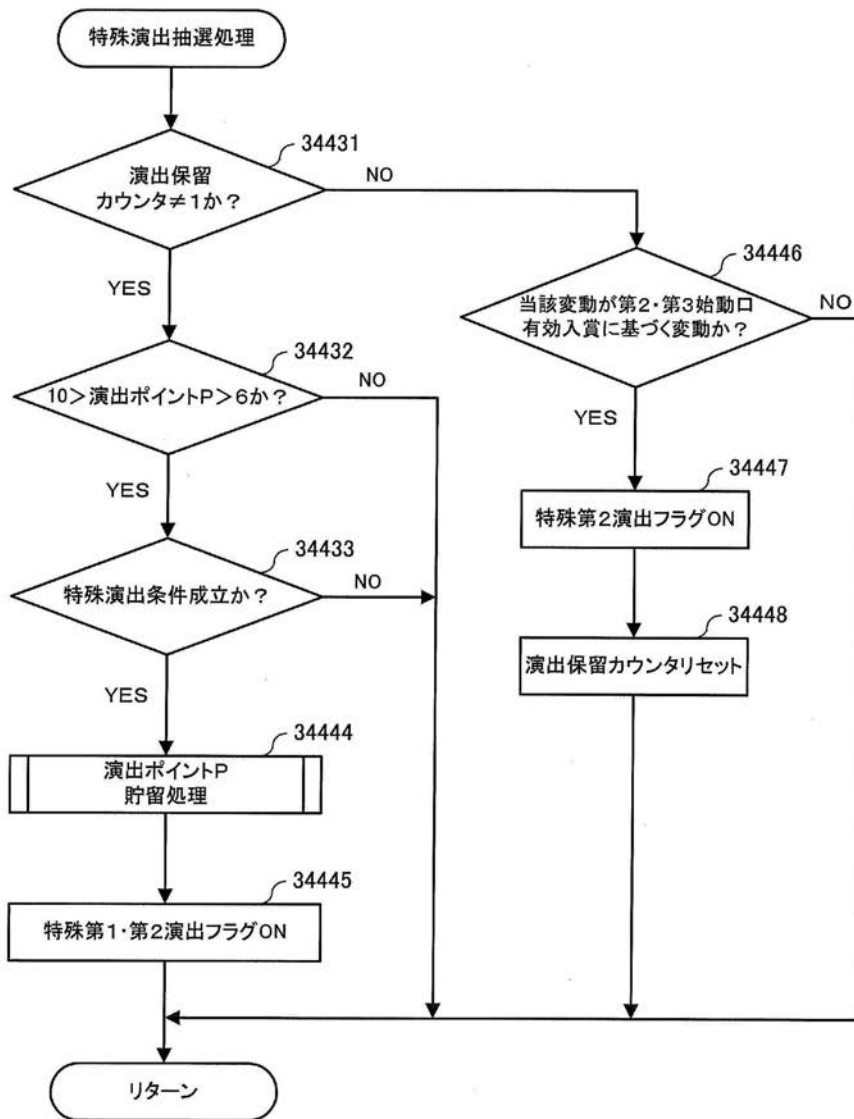 特殊演出抽選処理
34431
演出保留
カウンタ≠1か？
NO
YES
34446
当該変動が第2・第3始動口
有効入賞に基づく変動か？
NO
YES
34432
10＞演出ポイントP＞6か？
NO
YES
34447
特殊第2演出フラグON
34433
特殊演出条件成立か？
NO
YES
34448
演出保留カウンタリセット
34444
演出ポイントP
貯留処理
34445
特殊第1・第2演出フラグON
リターン